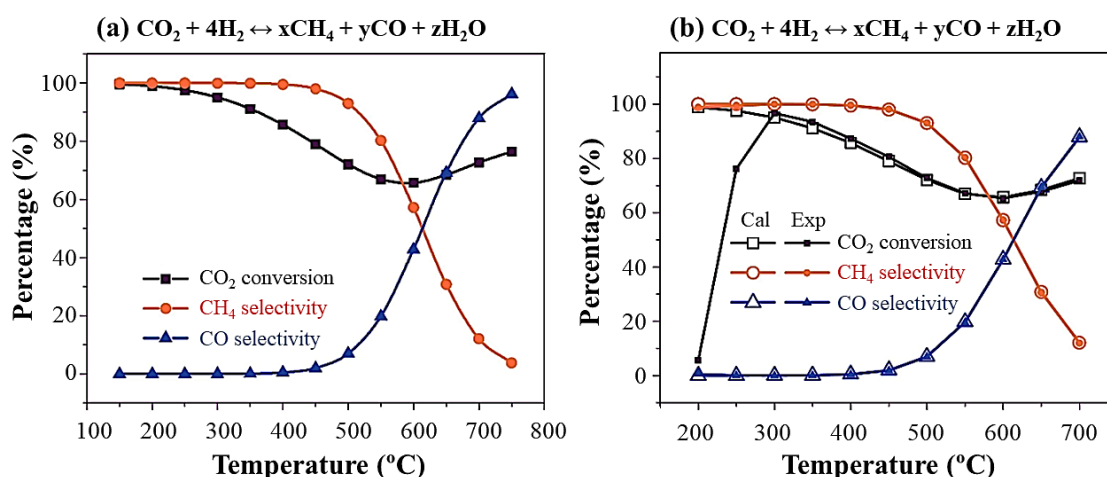 (a) CO₂ + 4H₂ ↔ xCH₄ + yCO + zH₂O
Percentage (%)
100
80
60
40
20
0
CO₂ conversion
CH₄ selectivity
CO selectivity
100 200 300 400 500 600 700 800
Temperature (ºC)
(b) CO₂ + 4H₂ ↔ xCH₄ + yCO + zH₂O
Percentage (%)
100
80
60
40
20
0
Cal Exp
CO₂ conversion
CH₄ selectivity
CO selectivity
200 300 400 500 600 700
Temperature (ºC)